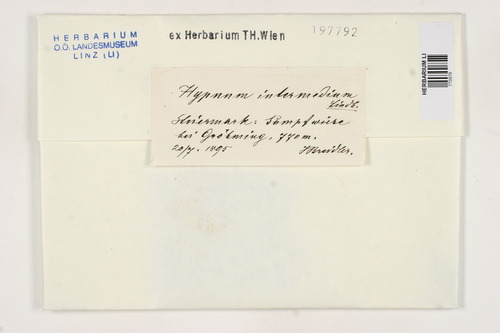 HERBARIUM
O.Ö. LANDESMUSEUM
LINZ (LI)
ex Herbarium TH.Wien
197792
HERBARIUM LI
Hypnum intermedium
Lindb.
Steiermark: Sumpfwiese
bei Gröbming, 770 m.
20/7. 1895
JBreidler.